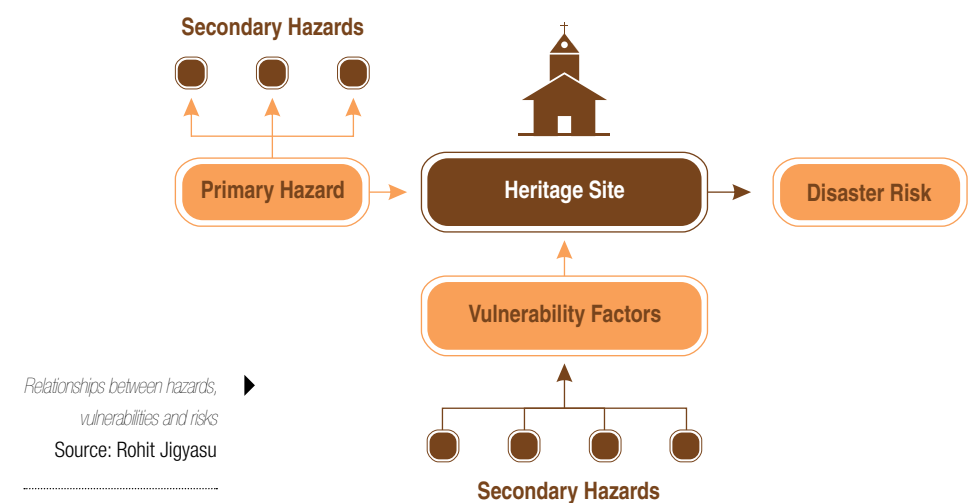 Secondary Hazards
Primary Hazard
Heritage Site
Disaster Risk
Vulnerability Factors
Relationships between hazards,
vulnerabilities and risks
Source: Rohit Jigyasu
Secondary Hazards